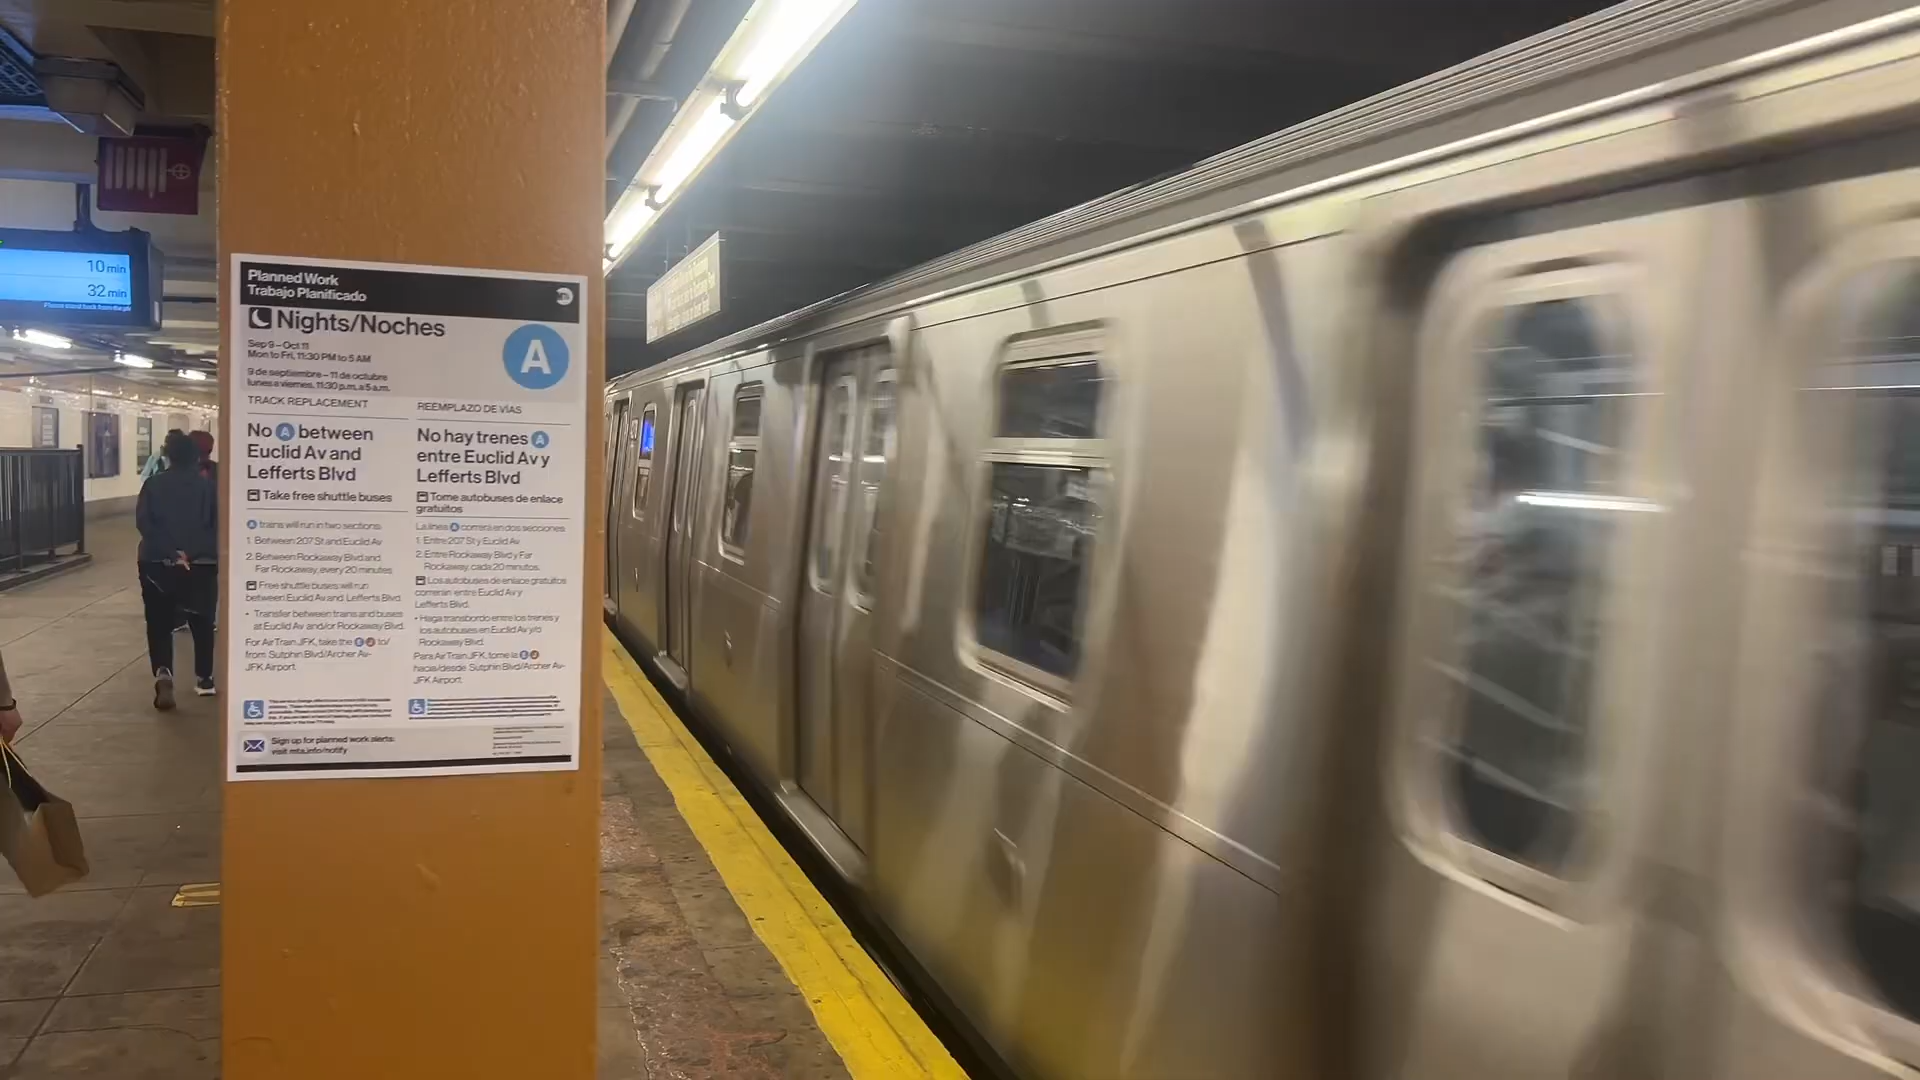 10 min
32 min
Planned Work
Trabajo Planificado
Nights/Noches
A
Sep 9 – Oct 11
Mon to Fri, 11:30 PM to 5 AM
9 de septiembre – 11 de octubre
lunes a viernes, 11:30 p.m. a 5 a.m.
TRACK REPLACEMENT
No A between
Euclid Av and
Lefferts Blvd
Take free shuttle buses
A trains will run in two sections:
1. Between 207 St and Euclid Av
2. Between Rockaway Blvd and
Far Rockaway, every 20 minutes
Free shuttle buses will run
between Euclid Av and Lefferts Blvd.
• Transfer between trains and buses
at Euclid Av and/or Rockaway Blvd.
For AirTrain JFK, take the E J to/
from Sutphin Blvd/Archer Av-
JFK Airport.
REEMPLAZO DE VÍAS
No hay trenes A
entre Euclid Av y
Lefferts Blvd
Tome autobuses de enlace
gratuitos
La línea A correrá en dos secciones
1. Entre 207 St y Euclid Av
2. Entre Rockaway Blvd y Far
Rockaway, cada 20 minutos.
Los autobuses de enlace gratuitos
correrán entre Euclid Av y
Lefferts Blvd.
• Haga transbordo entre los trenes y
los autobuses en Euclid Av y/o
Rockaway Blvd.
Para AirTrain JFK, tome la E J
hacia/desde Sutphin Blvd/Archer Av-
JFK Airport.
Sign up for planned work alerts:
visit mta.info/notify